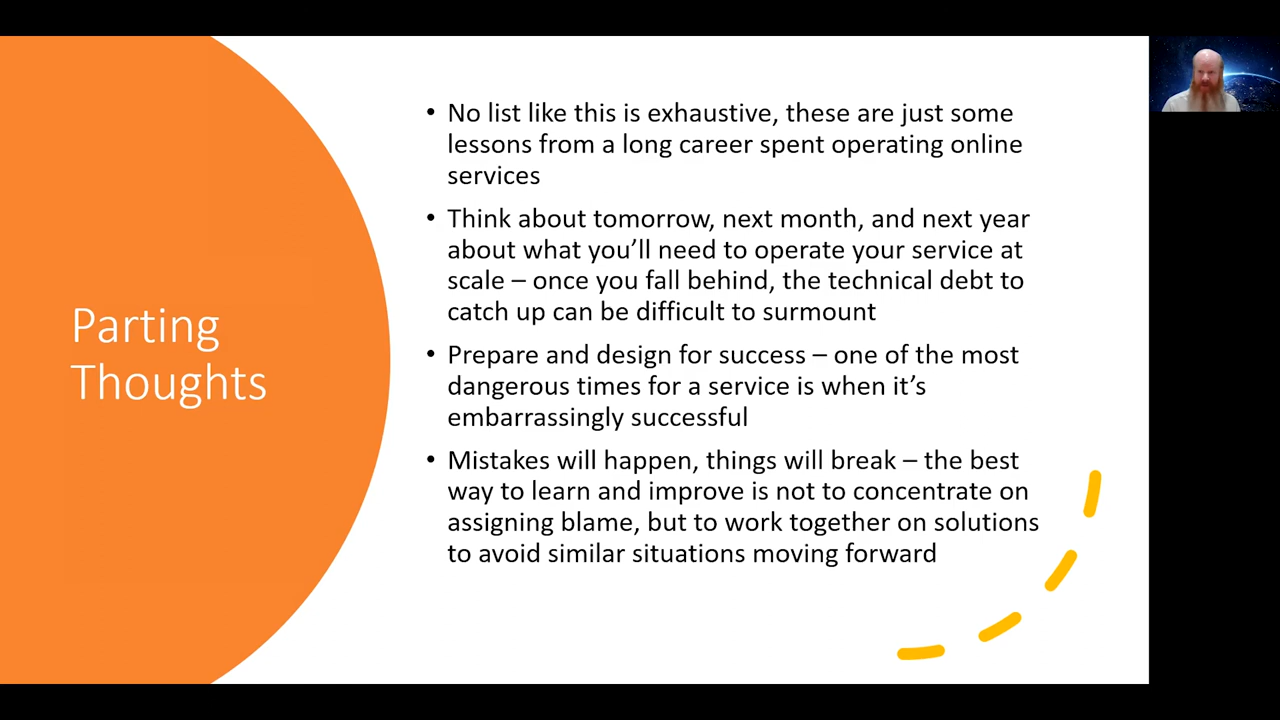 Parting
Thoughts
• No list like this is exhaustive, these are just some
lessons from a long career spent operating online
services
• Think about tomorrow, next month, and next year
about what you’ll need to operate your service at
scale – once you fall behind, the technical debt to
catch up can be difficult to surmount
• Prepare and design for success – one of the most
dangerous times for a service is when it’s
embarrassingly successful
• Mistakes will happen, things will break – the best
way to learn and improve is not to concentrate on
assigning blame, but to work together on solutions
to avoid similar situations moving forward